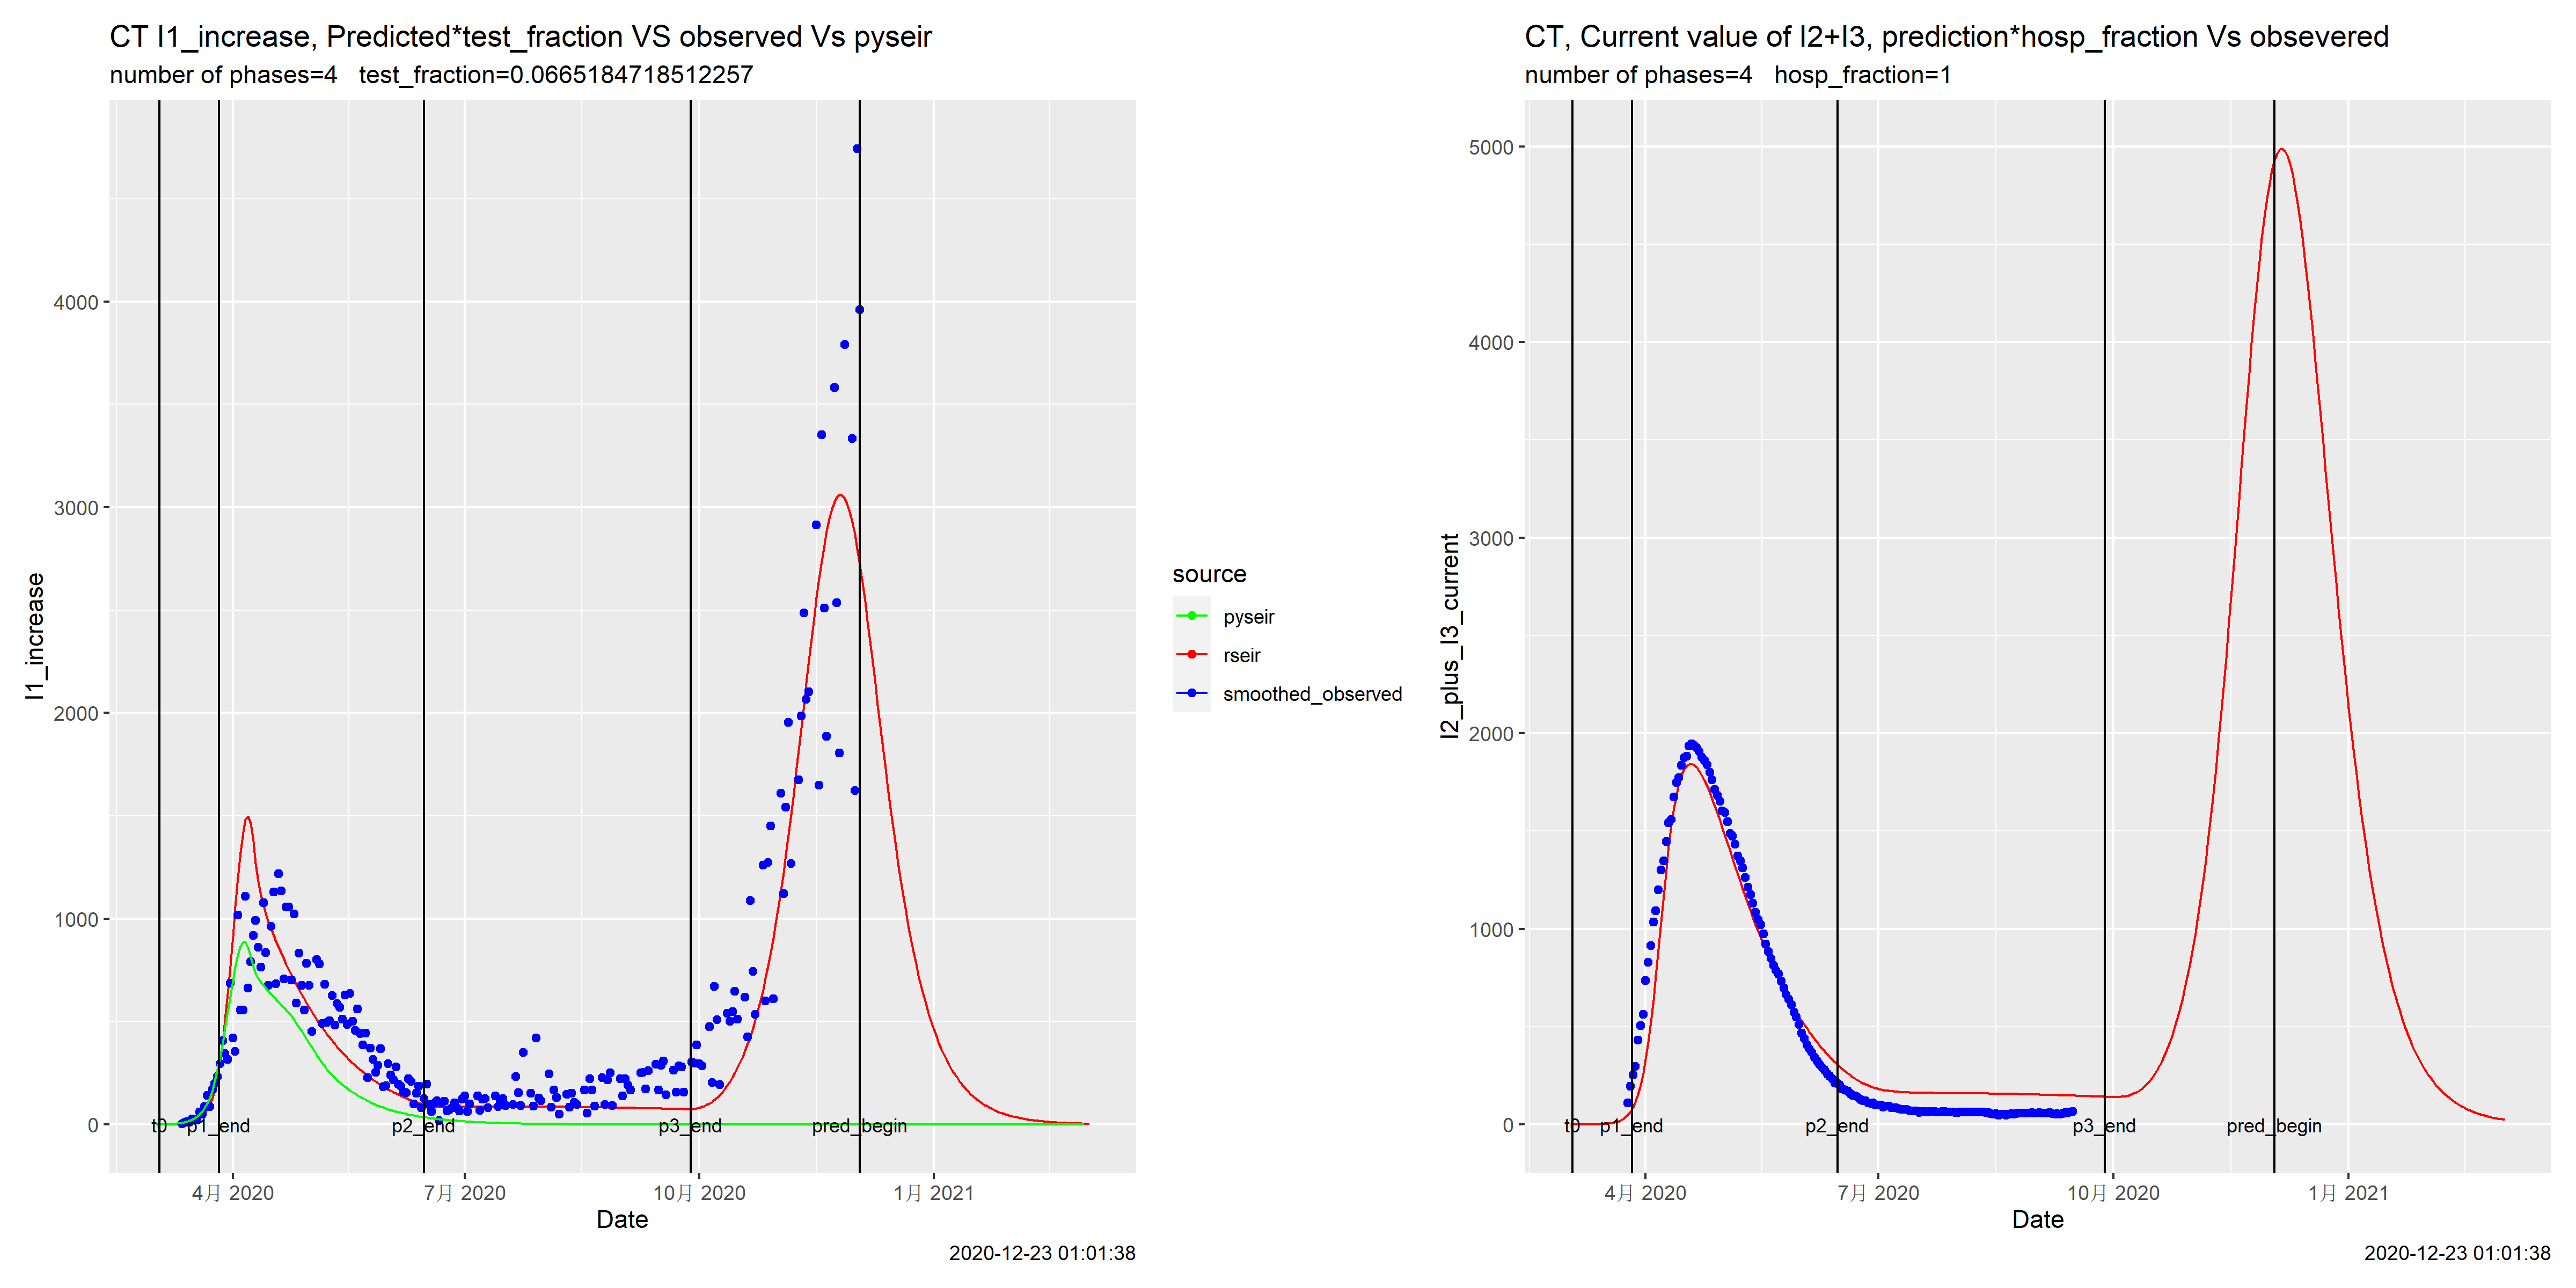 CT I1_increase, Predicted*test_fraction VS observed Vs pyseir
number of phases=4   test_fraction=0.0665184718512257
I1_increase
4000
3000
2000
1000
0
t0
p1_end
p2_end
p3_end
pred_begin
4月 2020
7月 2020
10月 2020
1月 2021
Date
2020-12-23 01:01:38
source
pyseir
rseir
smoothed_observed
CT, Current value of I2+I3, prediction*hosp_fraction Vs obsevered
number of phases=4   hosp_fraction=1
I2_plus_I3_current
5000
4000
3000
2000
1000
0
t0
p1_end
p2_end
p3_end
pred_begin
4月 2020
7月 2020
10月 2020
1月 2021
Date
2020-12-23 01:01:38